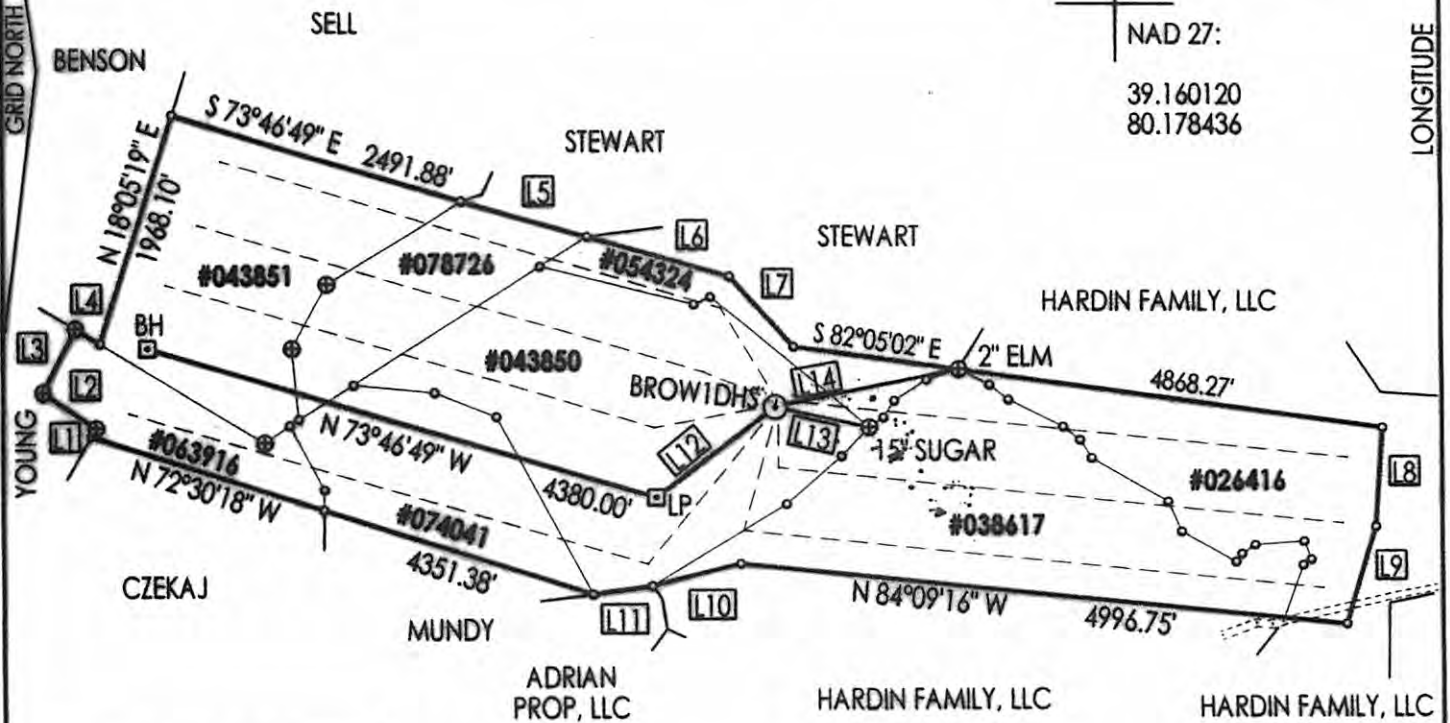 GRID NORTH
SELL
BENSON
NAD 27:
39.160120
80.178436
LONGITUDE
S 73°46'49" E 2491.88'
STEWART
N 18°05'19" E
1968.10'
L5
L6
STEWART
#043851
#078726
#054324
L7
HARDIN FAMILY, LLC
L4
BH
S 82°05'02" E
2" ELM
L3
#043850
BROW1DHS
L14
4868.27'
L2
YOUNG
L1
#063916
N 73°46'49" W
4380.00'
L12
L13
15" SUGAR
LP
#026416
L8
N 72°30'18" W
#074041
4351.38'
#038617
L9
CZEKAJ
L11
L10
N 84°09'16" W 4996.75'
MUNDY
ADRIAN
PROP, LLC
HARDIN FAMILY, LLC
HARDIN FAMILY, LLC